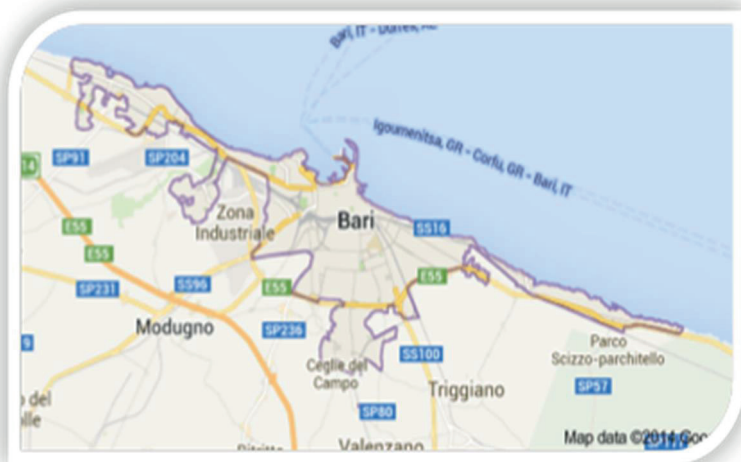 Bari, IT - Durres, AL
Igoumenitsa, GR - Corfu, GR - Bari, IT
SP91
SP204
Zona
Industriale
Bari
SS16
E55
E55
SP231
SS96
E55
E55
Modugno
SP236
Ceglie del
Campo
SS100
Parco
Scizzo-parchitello
SP57
Triggiano
SP80
Valenzano
Map data ©2014 Goo